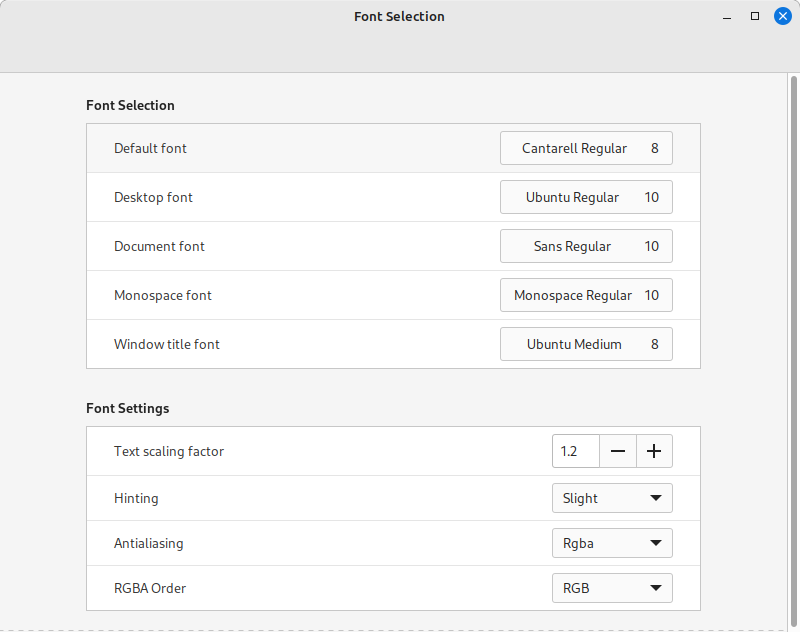 Font Selection
Font Selection
Default font Cantarell Regular 8
Desktop font Ubuntu Regular 10
Document font Sans Regular 10
Monospace font Monospace Regular 10
Window title font Ubuntu Medium 8
Font Settings
Text scaling factor 1.2
Hinting Slight
Antialiasing Rgba
RGBA Order RGB